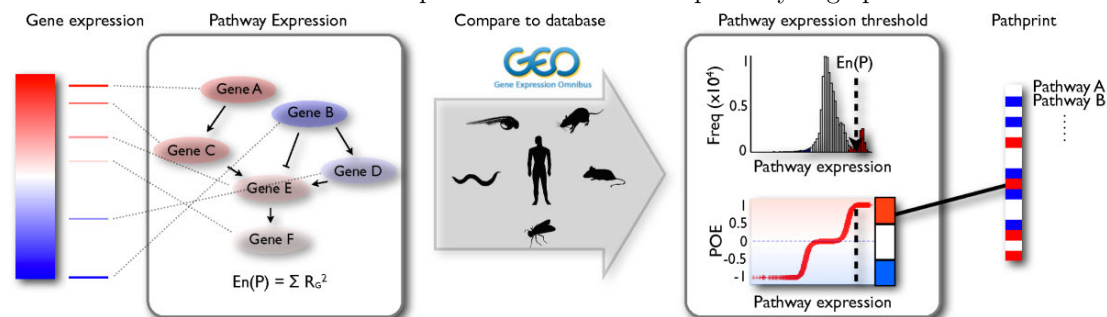 Gene expression
Pathway Expression
Compare to database
Pathway expression threshold
Pathprint
Gene A
Gene B
Gene C
Gene D
Gene E
Gene F
En(P) = Σ R_G²
GEO
Gene Expression Omnibus
En(P)
Freq (x10⁴)
1
0.5
0
Pathway expression
POE
1
0.5
0
-0.5
-1
Pathway expression
Pathway A
Pathway B